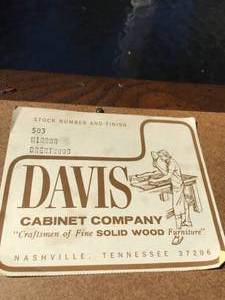 STOCK NUMBER AND FINISH
503
DAVIS
CABINET COMPANY
"Craftsmen of Fine SOLID WOOD Furniture"
NASHVILLE, TENNESSEE 37206